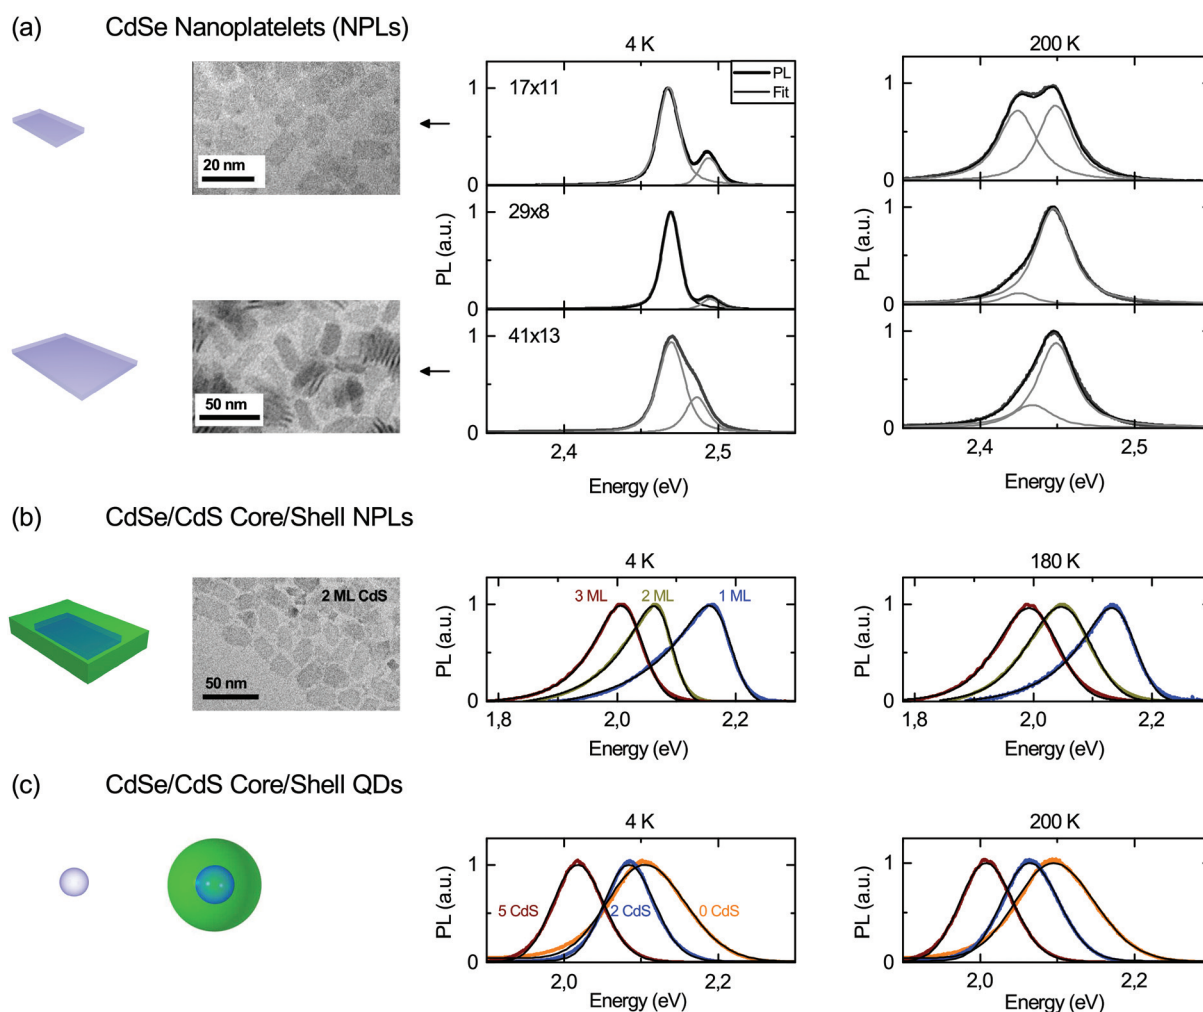 (a) CdSe Nanoplatelets (NPLs)
4 K
200 K
PL
Fit
17x11
29x8
41x13
20 nm
50 nm
1
0
1
0
1
0
PL (a.u.)
2,4 2,5
Energy (eV)
1
0
1
0
1
0
PL (a.u.)
2,4 2,5
Energy (eV)
(b) CdSe/CdS Core/Shell NPLs
2 ML CdS
50 nm
4 K
3 ML 2 ML 1 ML
1
0
PL (a.u.)
1,8 2,0 2,2
Energy (eV)
180 K
1
0
PL (a.u.)
1,8 2,0 2,2
Energy (eV)
(c) CdSe/CdS Core/Shell QDs
4 K
5 CdS 2 CdS 0 CdS
1
0
PL (a.u.)
2,0 2,2
Energy (eV)
200 K
1
0
PL (a.u.)
2,0 2,2
Energy (eV)